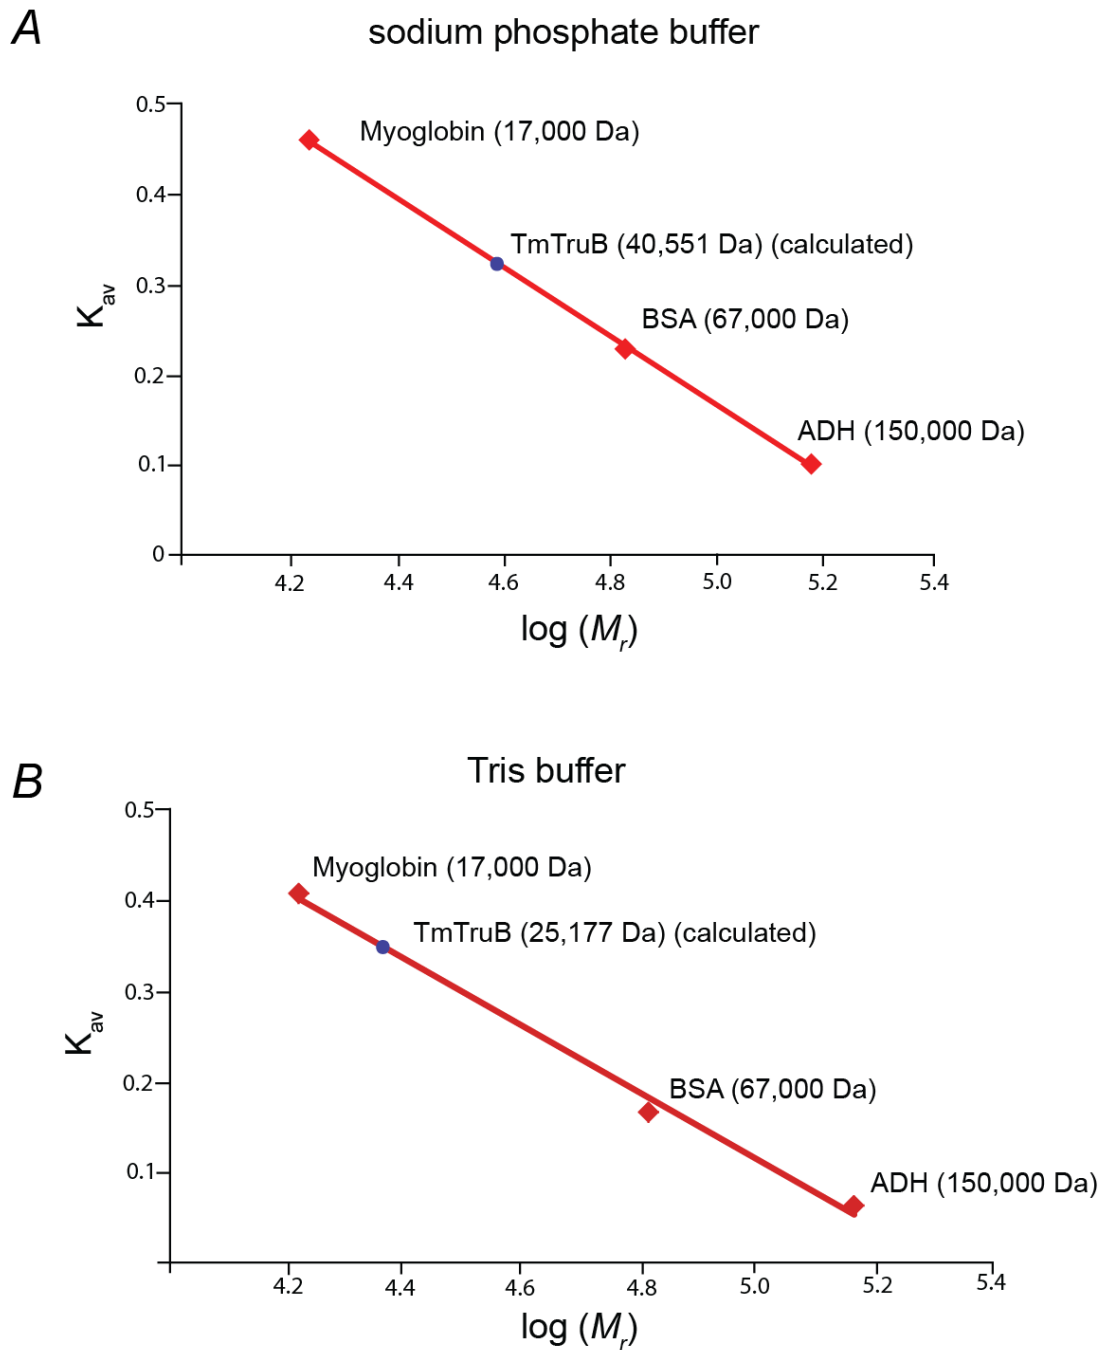 A
sodium phosphate buffer
0.5
Myoglobin (17,000 Da)
0.4
TmTruB (40,551 Da) (calculated)
0.3
Kav
BSA (67,000 Da)
0.2
ADH (150,000 Da)
0.1
0
4.2 4.4 4.6 4.8 5.0 5.2 5.4
log (Mr)
B
Tris buffer
0.5
Myoglobin (17,000 Da)
0.4
TmTruB (25,177 Da) (calculated)
0.3
Kav
0.2
BSA (67,000 Da)
0.1
ADH (150,000 Da)
4.2 4.4 4.6 4.8 5.0 5.2 5.4
log (Mr)